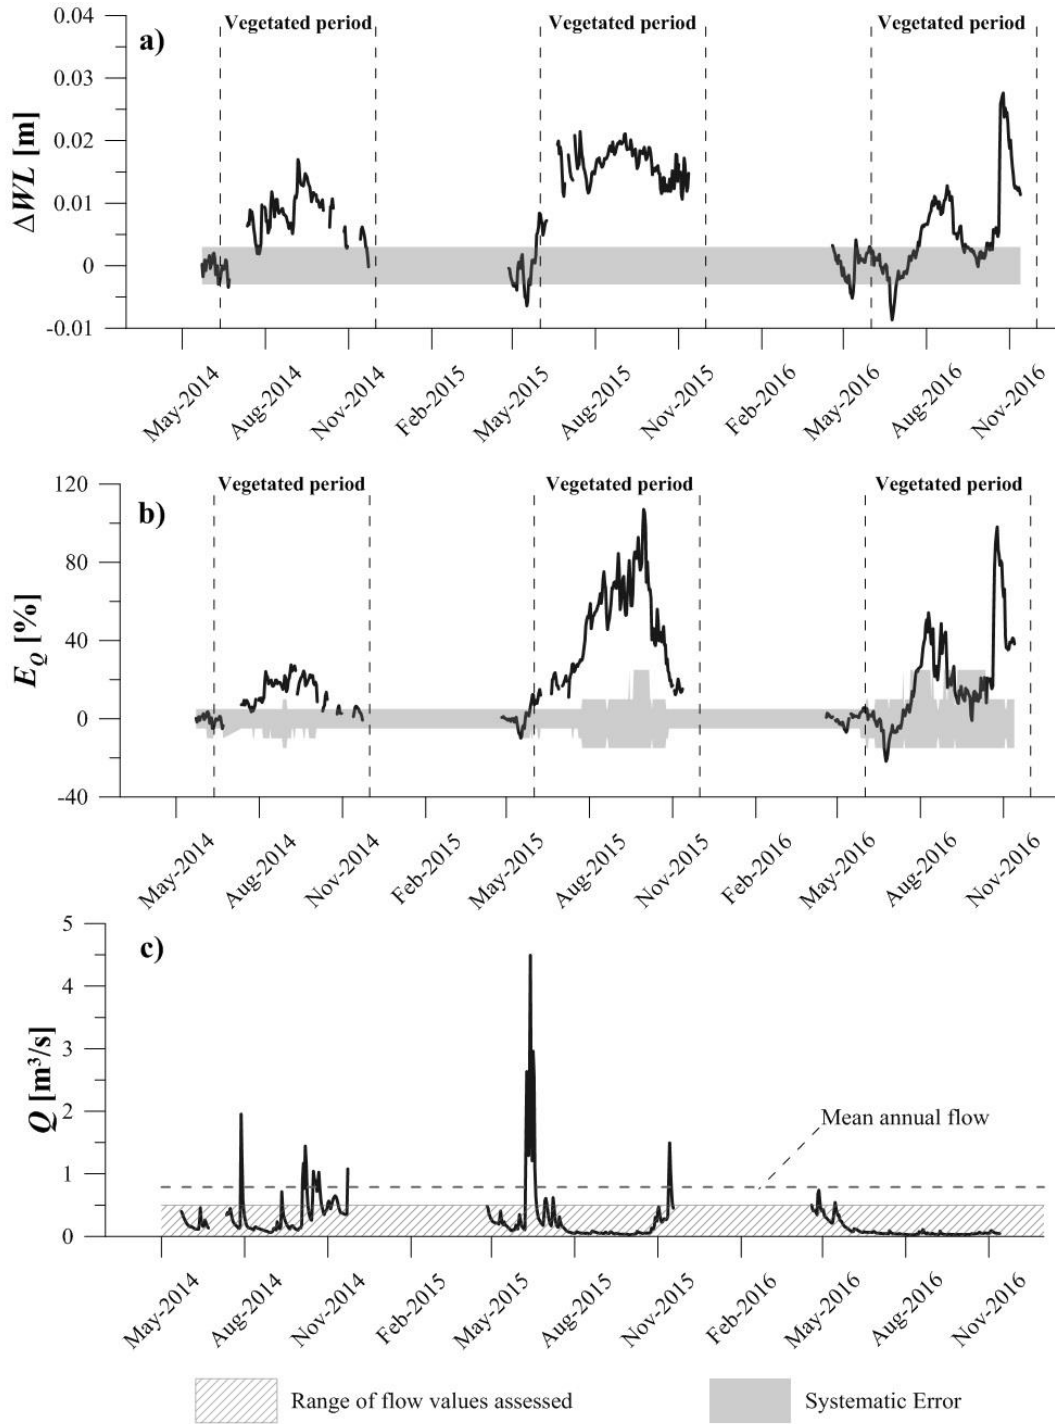 a)
Vegetated period Vegetated period Vegetated period
ΔWL [m]
0.04
0.03
0.02
0.01
0
-0.01
May-2014 Aug-2014 Nov-2014 Feb-2015 May-2015 Aug-2015 Nov-2015 Feb-2016 May-2016 Aug-2016 Nov-2016
b)
Vegetated period Vegetated period Vegetated period
E_Q [%]
120
80
40
0
-40
May-2014 Aug-2014 Nov-2014 Feb-2015 May-2015 Aug-2015 Nov-2015 Feb-2016 May-2016 Aug-2016 Nov-2016
c)
Q [m³/s]
5
4
3
2
1
0
Mean annual flow
May-2014 Aug-2014 Nov-2014 Feb-2015 May-2015 Aug-2015 Nov-2015 Feb-2016 May-2016 Aug-2016 Nov-2016
Range of flow values assessed Systematic Error